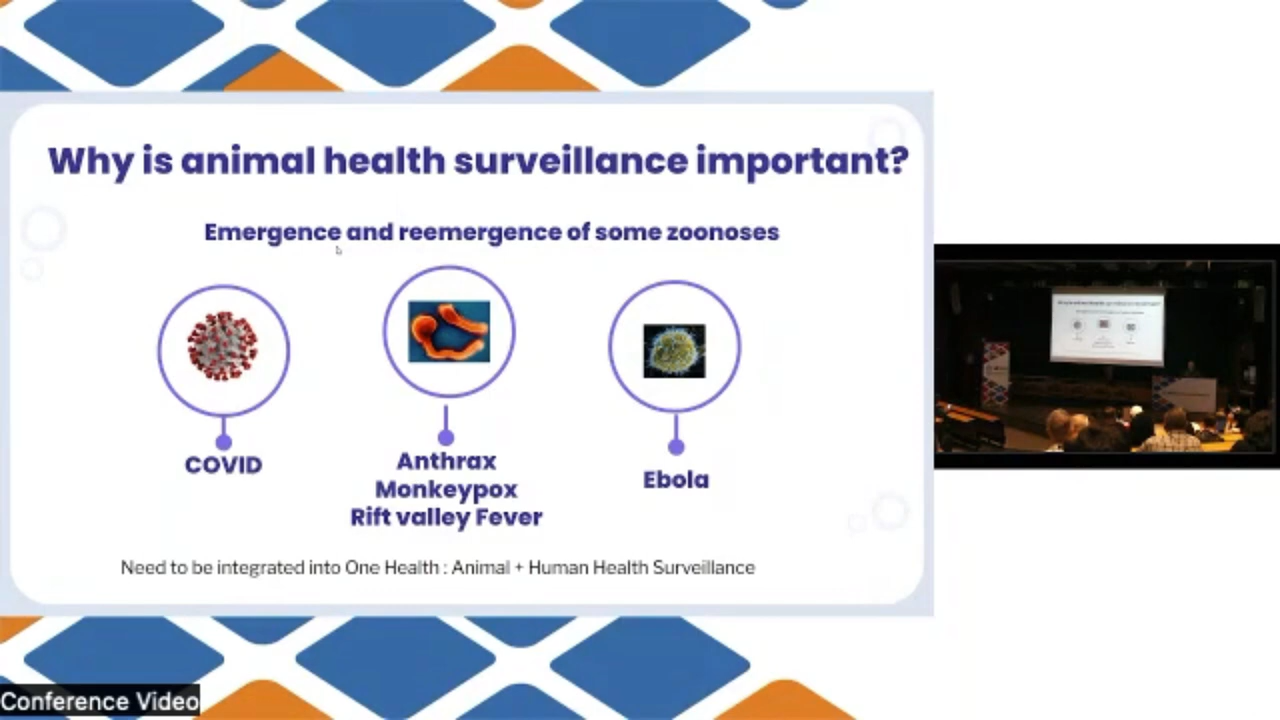 Why is animal health surveillance important?
Emergence and reemergence of some zoonoses
COVID
Anthrax
Monkeypox
Rift valley Fever
Ebola
Need to be integrated into One Health : Animal + Human Health Surveillance
Conference Video